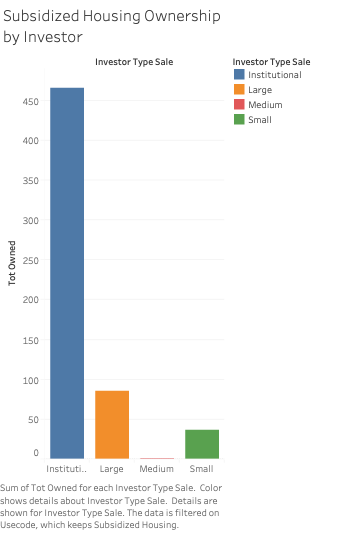 Subsidized Housing Ownership
by Investor
Investor Type Sale
Investor Type Sale
Institutional
Large
Medium
Small
450
400
350
300
250
200
150
100
50
0
Tot Owned
Instituti..
Large
Medium
Small
Sum of Tot Owned for each Investor Type Sale. Color
shows details about Investor Type Sale. Details are
shown for Investor Type Sale. The data is filtered on
Usecode, which keeps Subsidized Housing.